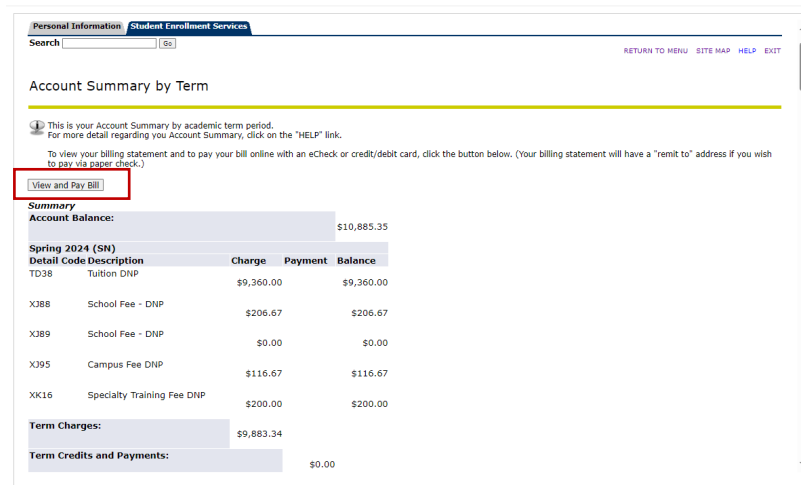 Personal Information Student Enrollment Services
Search Go
RETURN TO MENU SITE MAP HELP EXIT
Account Summary by Term
This is your Account Summary by academic term period.
For more detail regarding you Account Summary, click on the "HELP" link.
To view your billing statement and to pay your bill online with an eCheck or credit/debit card, click the button below. (Your billing statement will have a "remit to" address if you wish
to pay via paper check.)
View and Pay Bill
Summary
Account Balance:
$10,885.35
Spring 2024 (SN)
Detail Code Description Charge Payment Balance
TD38 Tuition DNP
$9,360.00 $9,360.00
XJ88 School Fee - DNP
$206.67 $206.67
XJ89 School Fee - DNP
$0.00 $0.00
XJ95 Campus Fee DNP
$116.67 $116.67
XK16 Specialty Training Fee DNP
$200.00 $200.00
Term Charges:
$9,883.34
Term Credits and Payments:
$0.00